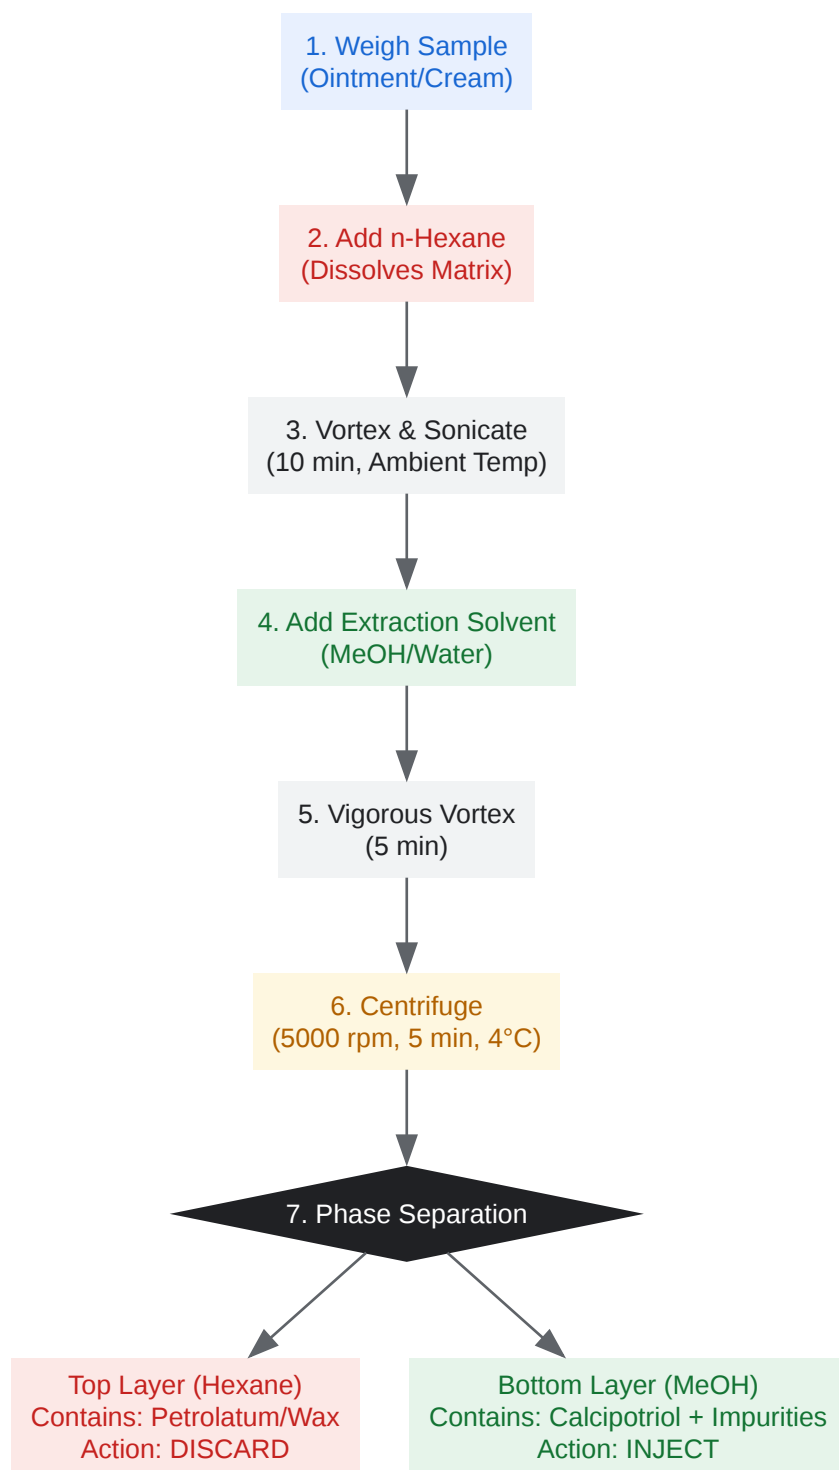 1. Weigh Sample
(Ointment/Cream)
2. Add n-Hexane
(Dissolves Matrix)
3. Vortex & Sonicate
(10 min, Ambient Temp)
4. Add Extraction Solvent
(MeOH/Water)
5. Vigorous Vortex
(5 min)
6. Centrifuge
(5000 rpm, 5 min, 4°C)
7. Phase Separation
Top Layer (Hexane)
Contains: Petrolatum/Wax
Action: DISCARD
Bottom Layer (MeOH)
Contains: Calcipotriol + Impurities
Action: INJECT